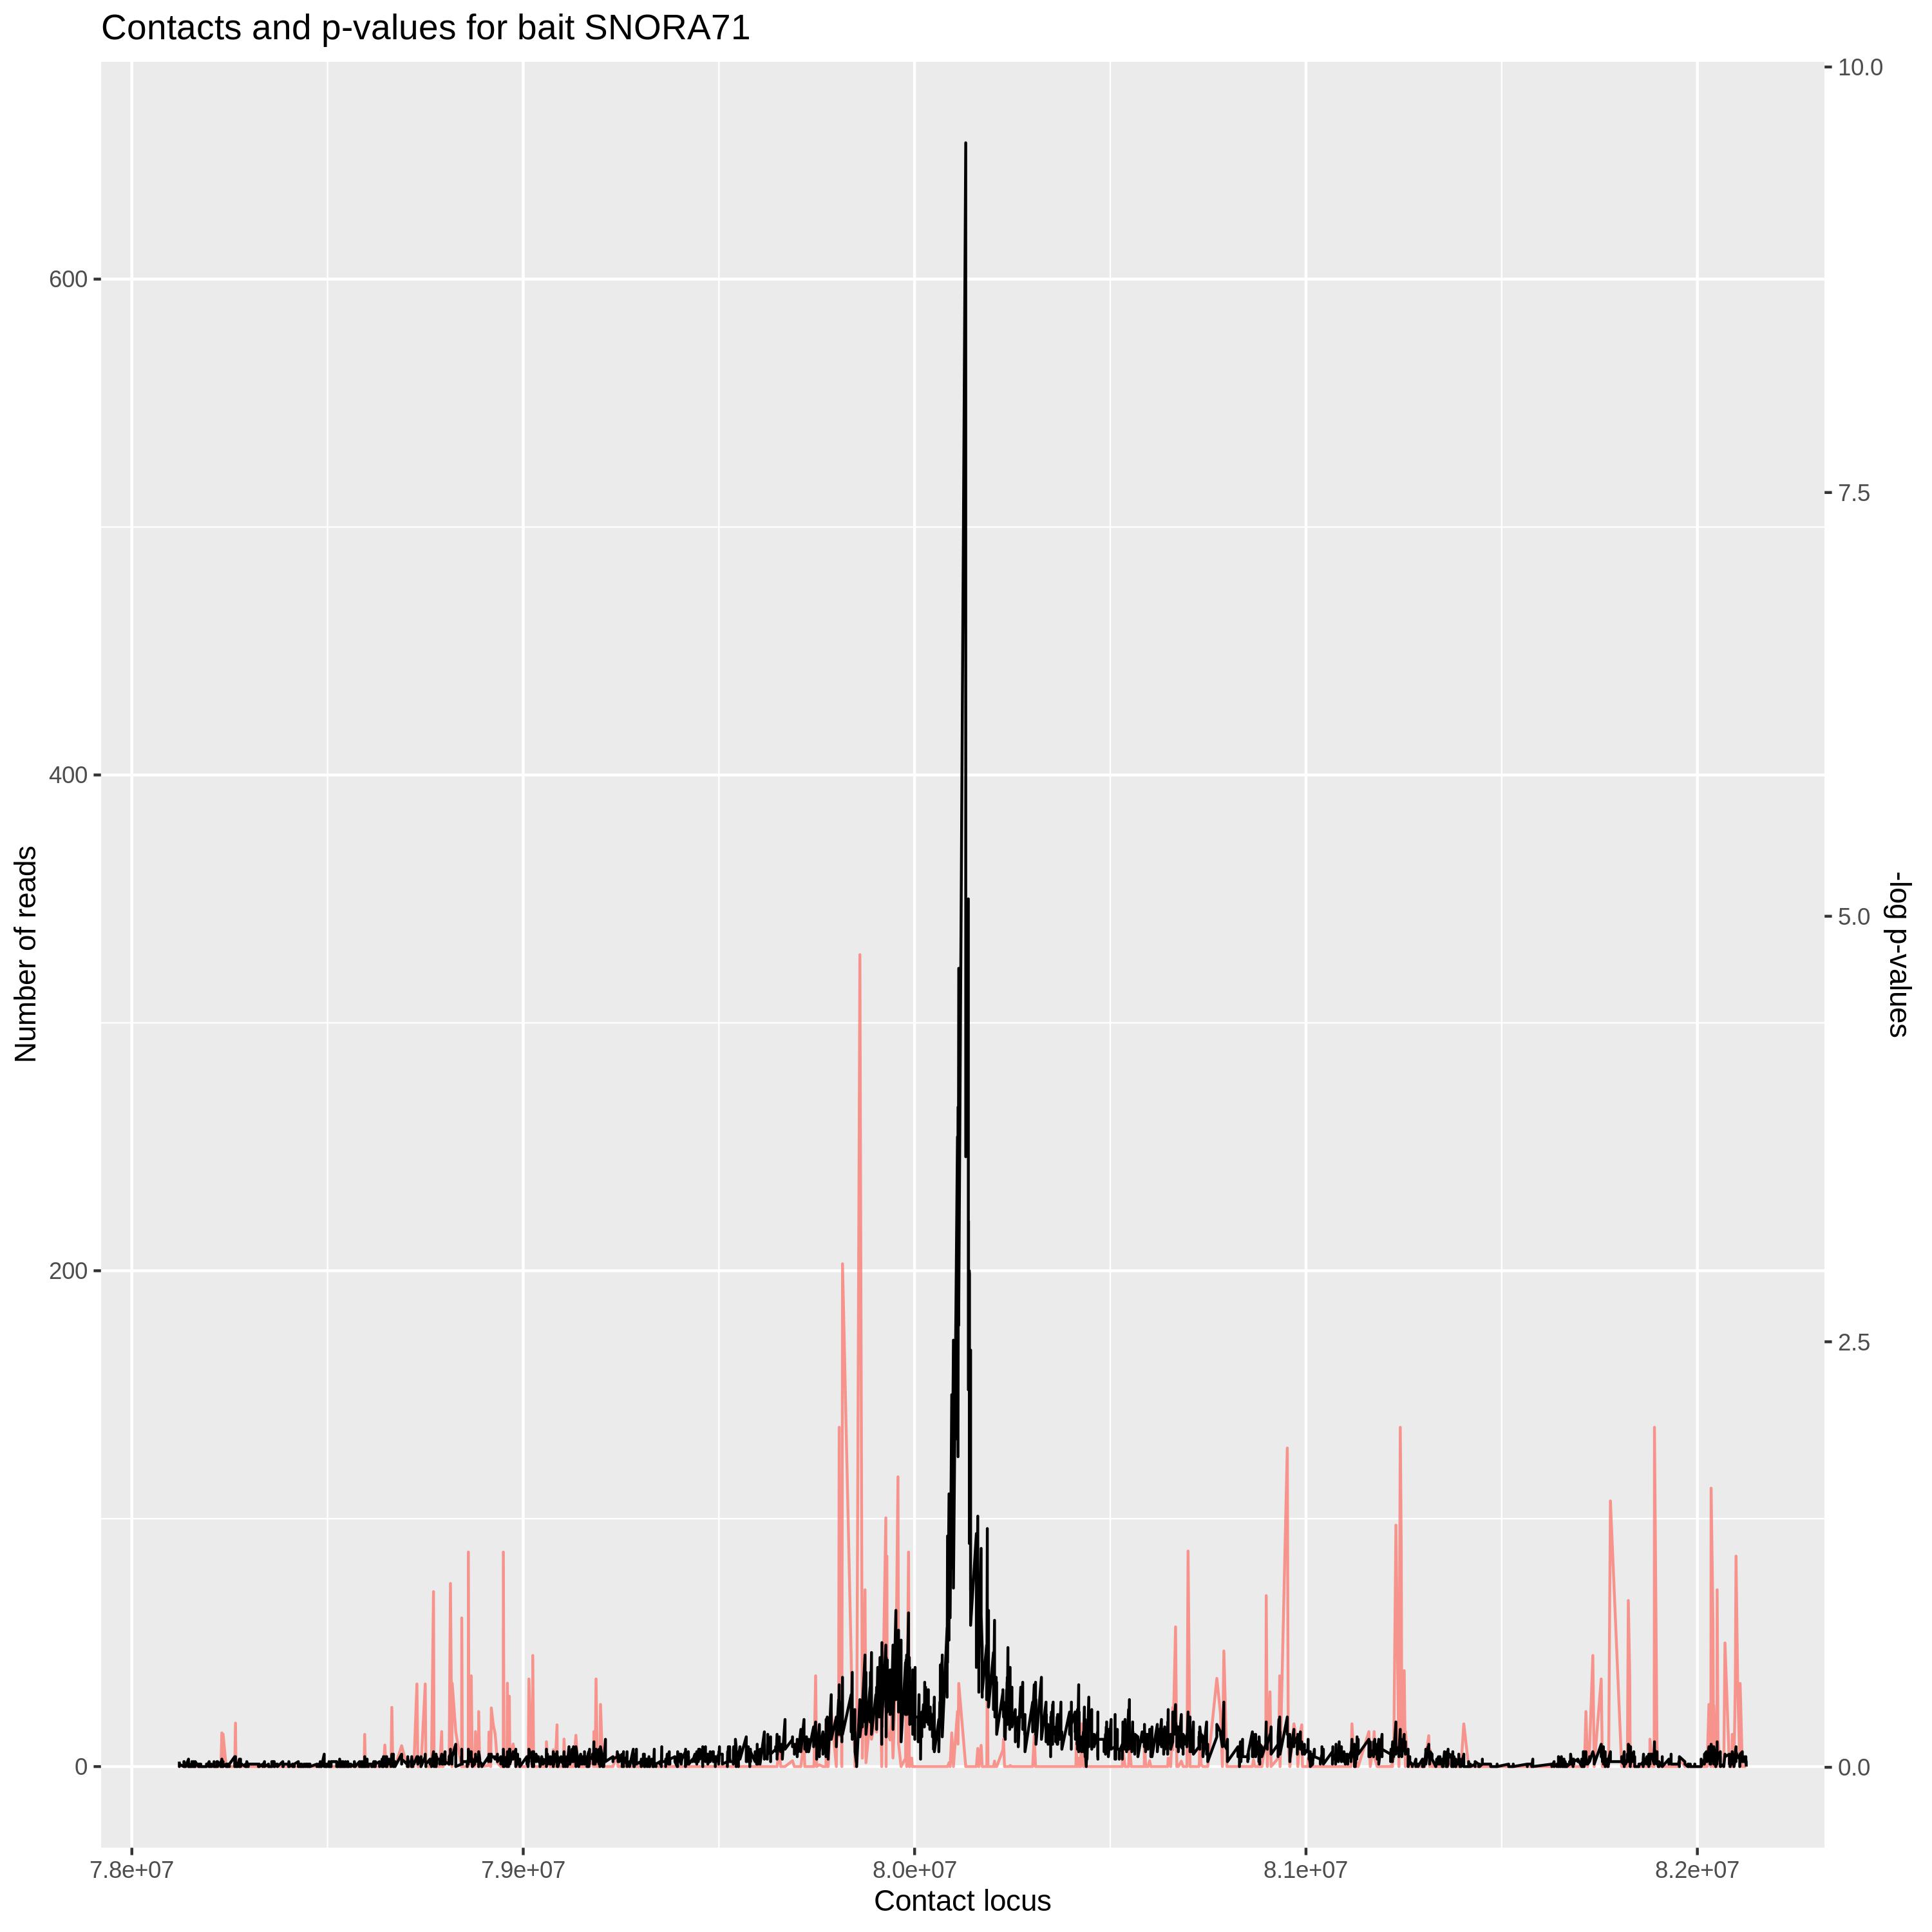 Contacts and p-values for bait SNORA71
10.0
7.5
5.0
2.5
0.0
600
400
200
0
Number of reads
-log p-values
7.8e+07 7.9e+07 8.0e+07 8.1e+07 8.2e+07
Contact locus